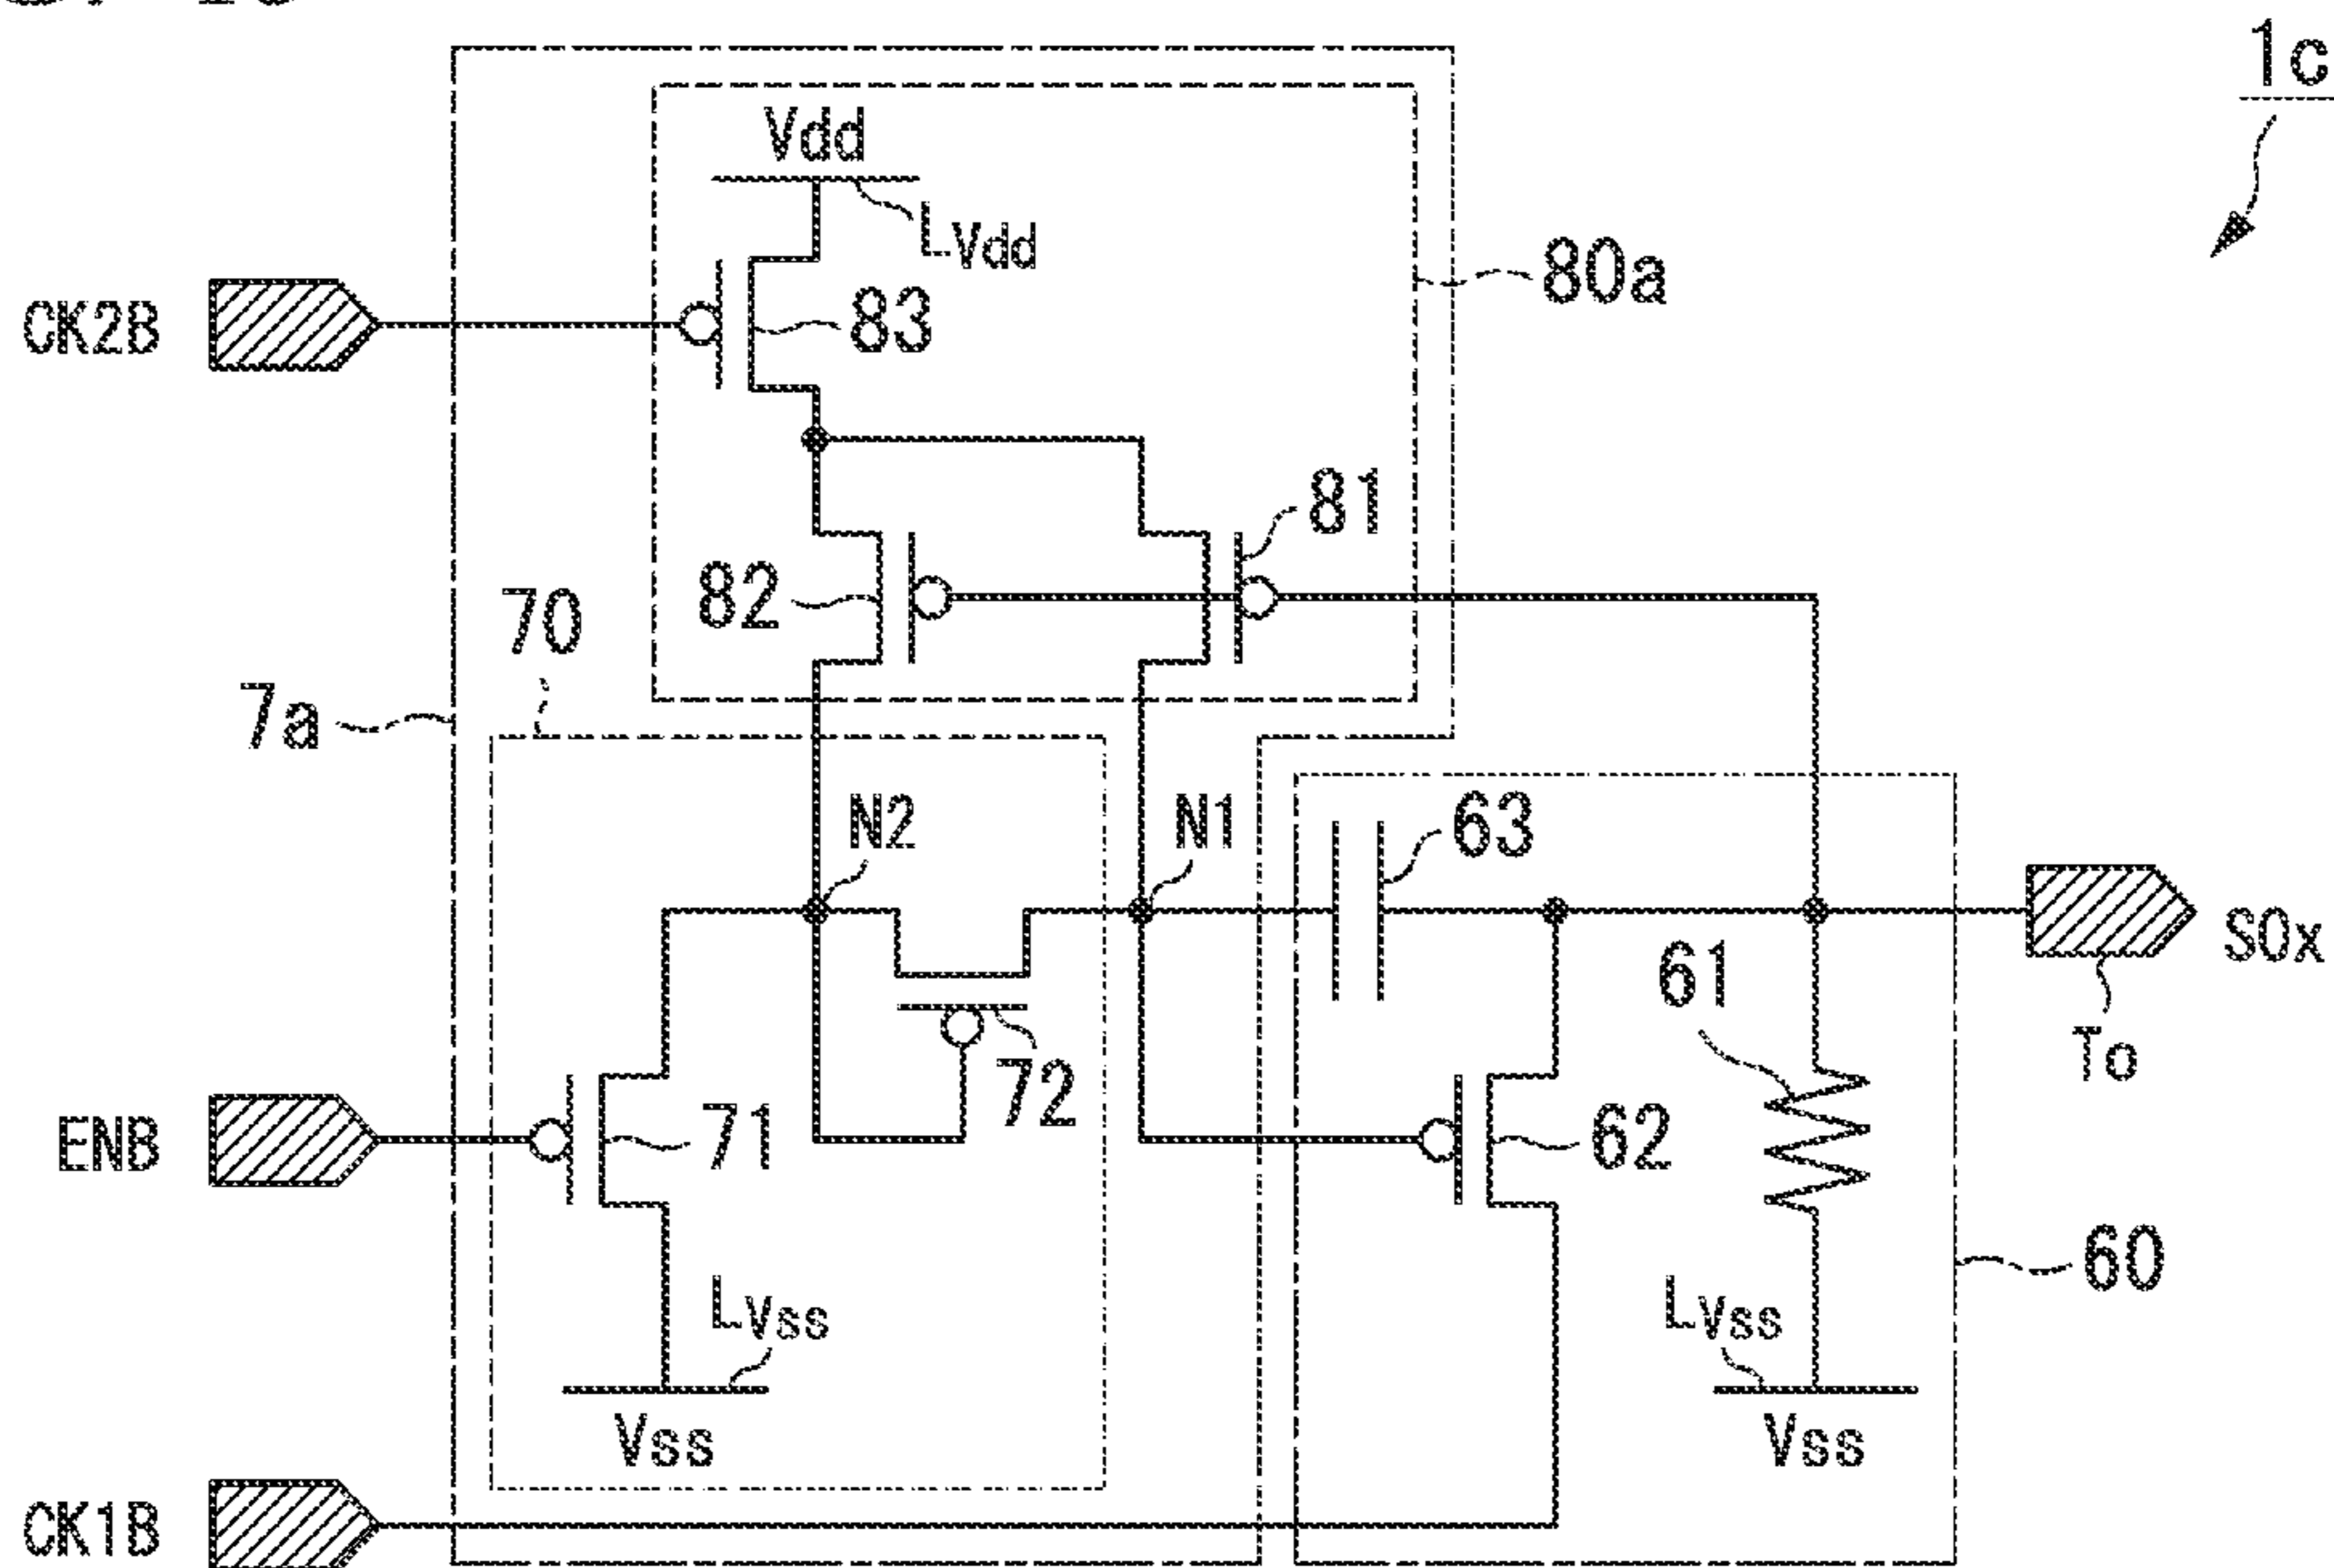 1c
Vdd
LVdd
80a
CK2B
83
81
82
70
7a
N2
N1
63
61
SOx
To
72
ENB
71
62
60
LVss
LVss
Vss
Vss
CK1B